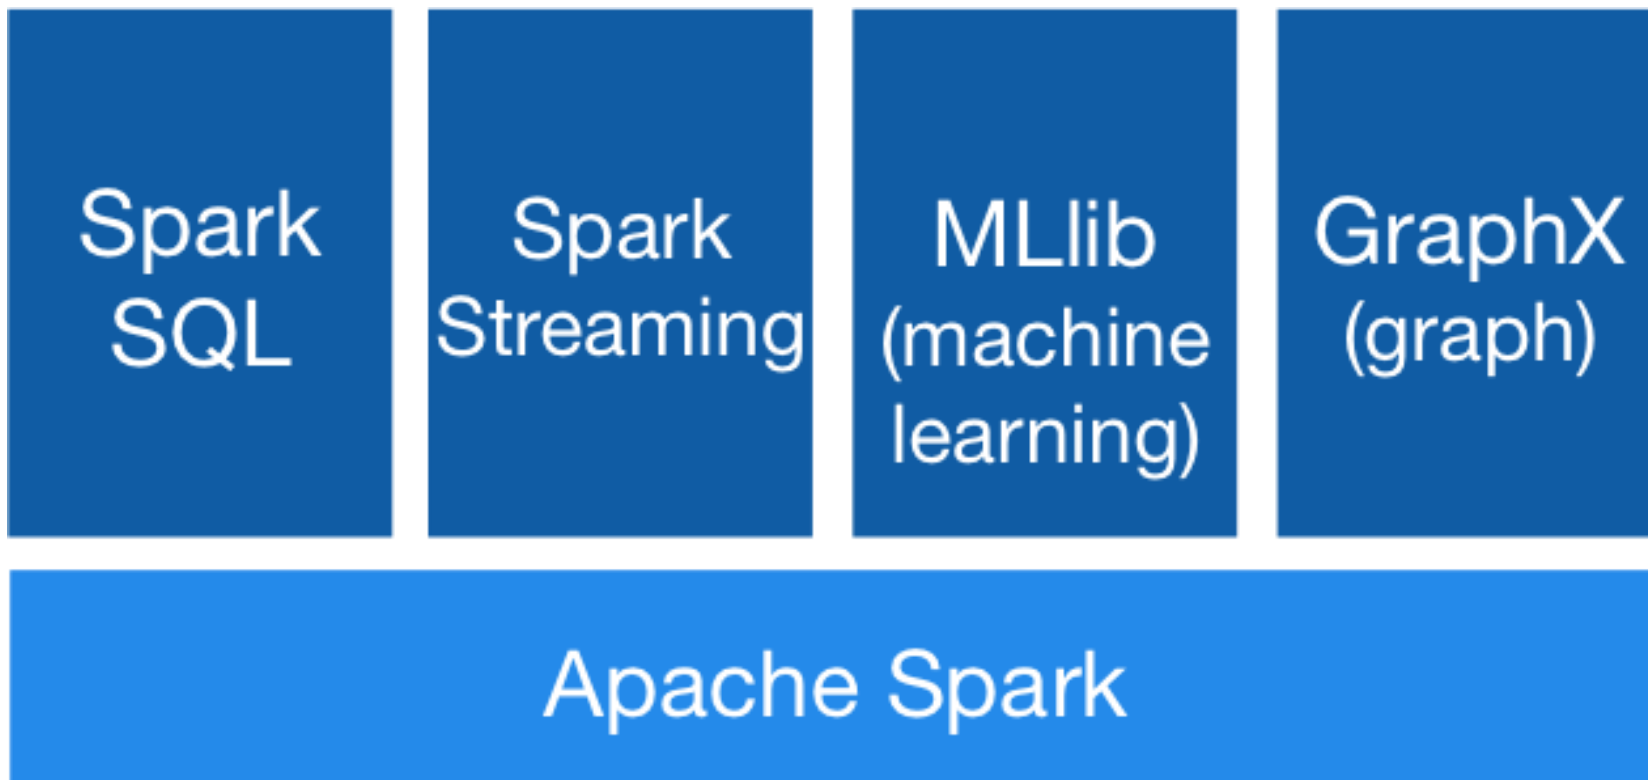 Spark
SQL
Spark
Streaming
MLlib
(machine
learning)
GraphX
(graph)
Apache Spark